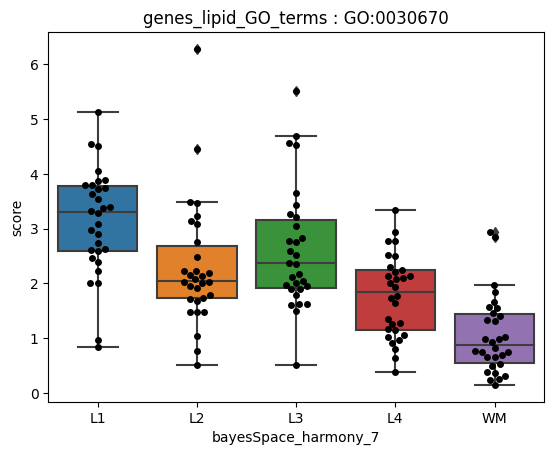 genes_lipid_GO_terms : GO:0030670
6
5
4
3
2
1
0
score
L1 L2 L3 L4 WM
bayesSpace_harmony_7